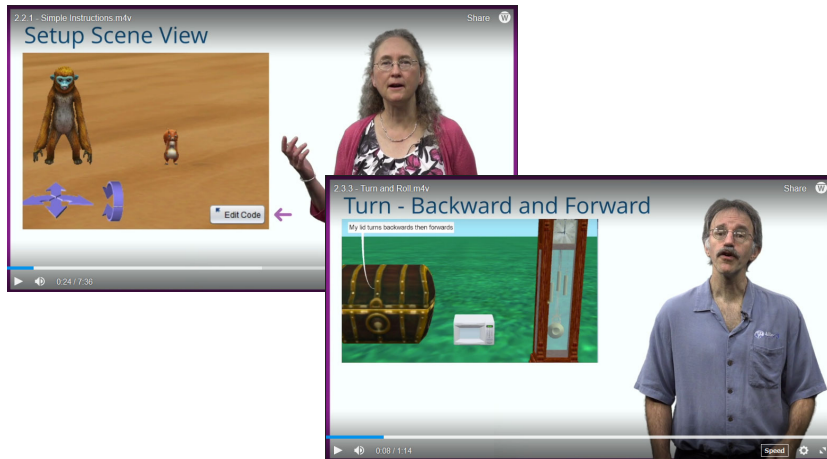 2.2.1 - Simple Instructions.m4v
Share
W
Setup Scene View
Edit Code
0:24 / 7:36
2.3.3 - Turn and Roll.m4v
Share
W
Turn - Backward and Forward
My lid turns backwards then forwards
0:08 / 1:14
Speed